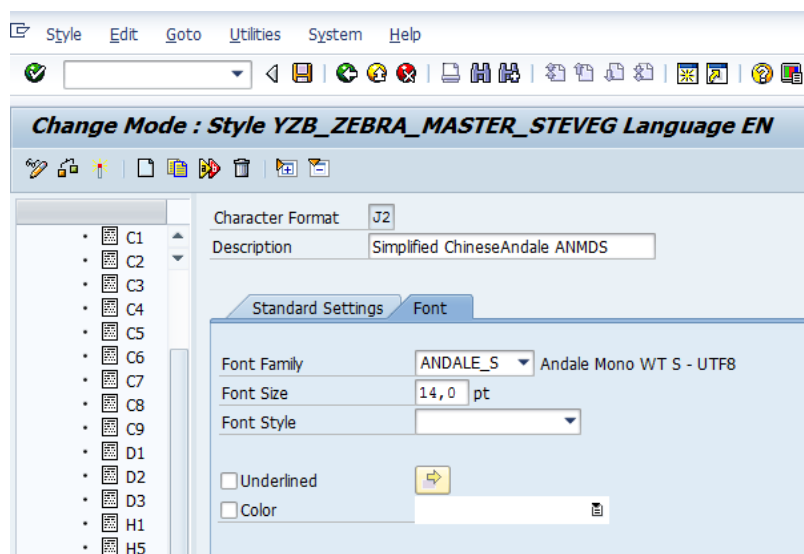 Style Edit Goto Utilities System Help
Change Mode : Style YZB_ZEBRA_MASTER_STEVEG Language EN
Character Format J2
Description Simplified ChineseAndale ANMDS
Standard Settings Font
Font Family ANDALE_S Andale Mono WT S - UTF8
Font Size 14,0 pt
Font Style
Underlined
Color
C1
C2
C3
C4
C5
C6
C7
C8
C9
D1
D2
D3
H1
H5